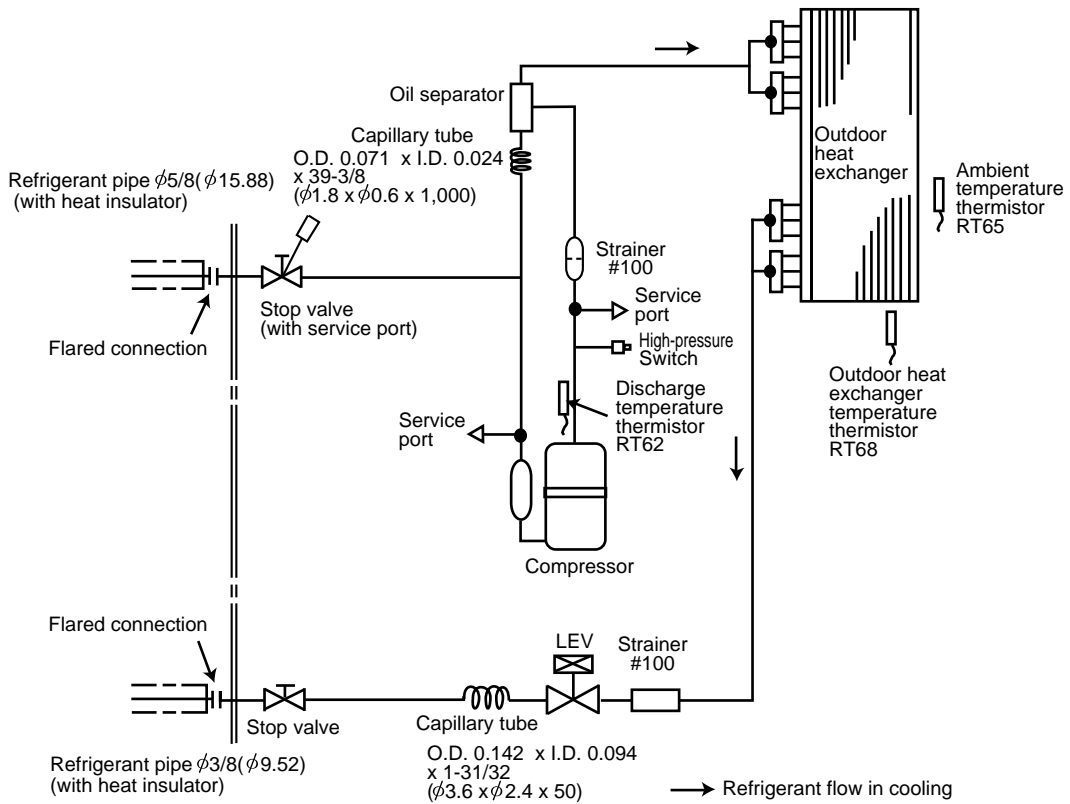 Oil separator
Capillary tube
O.D. 0.071 x I.D. 0.024
x 39-3/8
(ϕ1.8 x ϕ0.6 x 1,000)
Refrigerant pipe ϕ5/8(ϕ15.88)
(with heat insulator)
Outdoor
heat
exchanger
Ambient
temperature
thermistor
RT65
Strainer
#100
Service
port
Stop valve
(with service port)
Flared connection
High-pressure
Switch
Discharge
temperature
thermistor
RT62
Outdoor heat
exchanger
temperature
thermistor
RT68
Service
port
Compressor
Flared connection
LEV
Strainer
#100
Stop valve
Capillary tube
O.D. 0.142 x I.D. 0.094
x 1-31/32
(ϕ3.6 xϕ2.4 x 50)
Refrigerant pipe ϕ3/8(ϕ9.52)
(with heat insulator)
Refrigerant flow in cooling